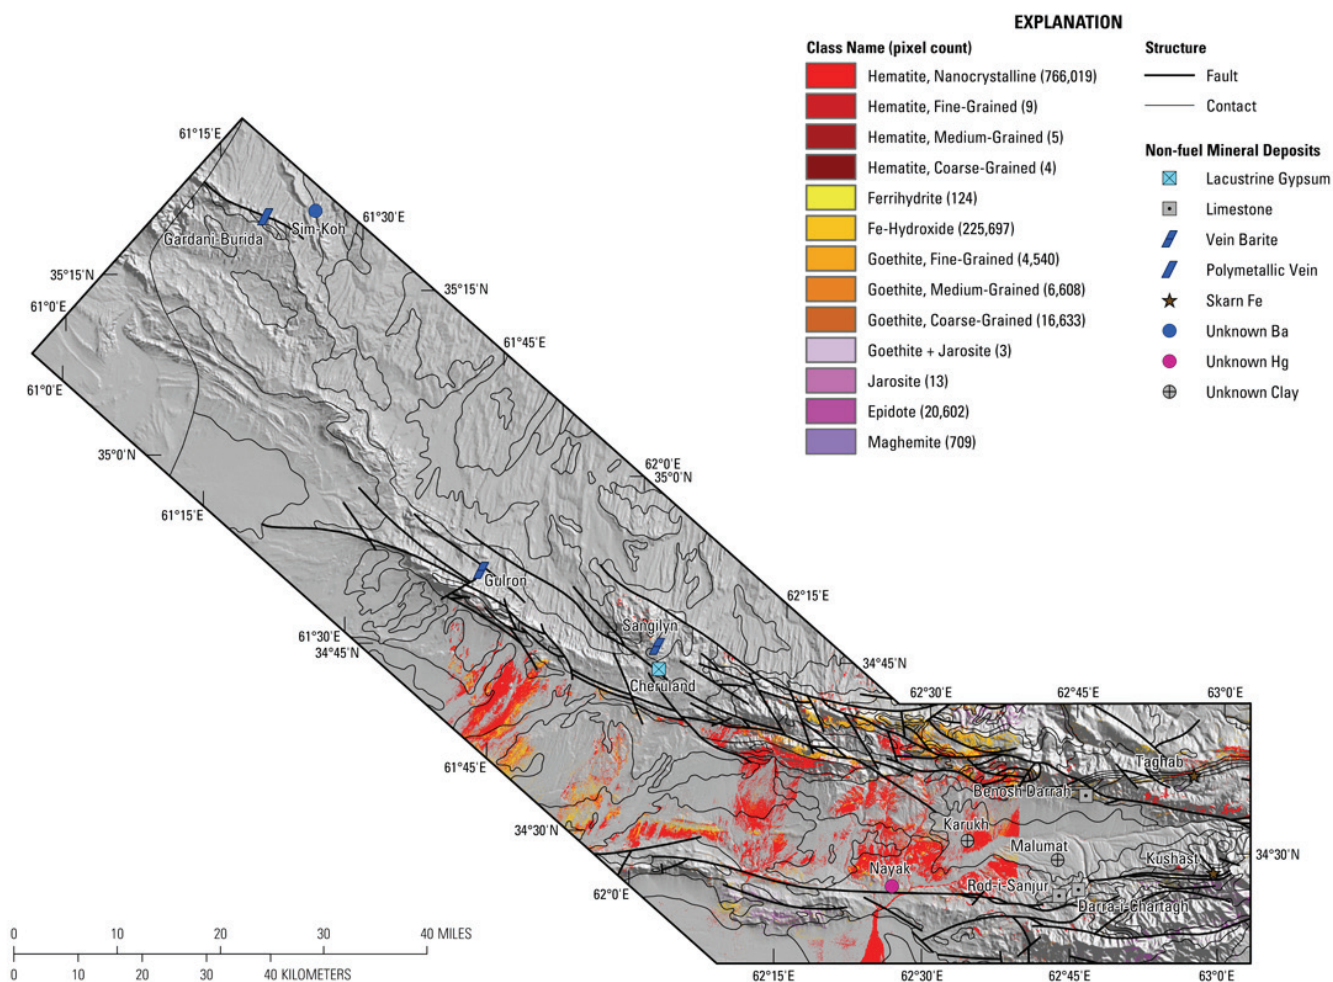 EXPLANATION
Class Name (pixel count)
Hematite, Nanocrystalline (766,019)
Hematite, Fine-Grained (9)
Hematite, Medium-Grained (5)
Hematite, Coarse-Grained (4)
Ferrihydrite (124)
Fe-Hydroxide (225,697)
Goethite, Fine-Grained (4,540)
Goethite, Medium-Grained (6,608)
Goethite, Coarse-Grained (16,633)
Goethite + Jarosite (3)
Jarosite (13)
Epidote (20,602)
Maghemite (709)
Structure
Fault
Contact
Non-fuel Mineral Deposits
Lacustrine Gypsum
Limestone
Vein Barite
Polymetallic Vein
Skarn Fe
Unknown Ba
Unknown Hg
Unknown Clay
61°15'E
61°30'E
Sim-Koh
Gardani-Burida
35°15'N
35°15'N
61°0'E
61°45'E
61°0'E
35°0'N
62°0'E
35°0'N
61°15'E
Gulron
62°15'E
Sangilyn
61°30'E
34°45'N
34°45'N
Cheruland
62°30'E
62°45'E
63°0'E
61°45'E
Taghab
Benosh Darrah
34°30'N
Karukh
Malumat
34°30'N
Kushast
Nayak
Rod-i-Sanjur
62°0'E
Darra-i-Chartagh
0 10 20 30 40 MILES
0 10 20 30 40 KILOMETERS
62°15'E
62°30'E
62°45'E
63°0'E